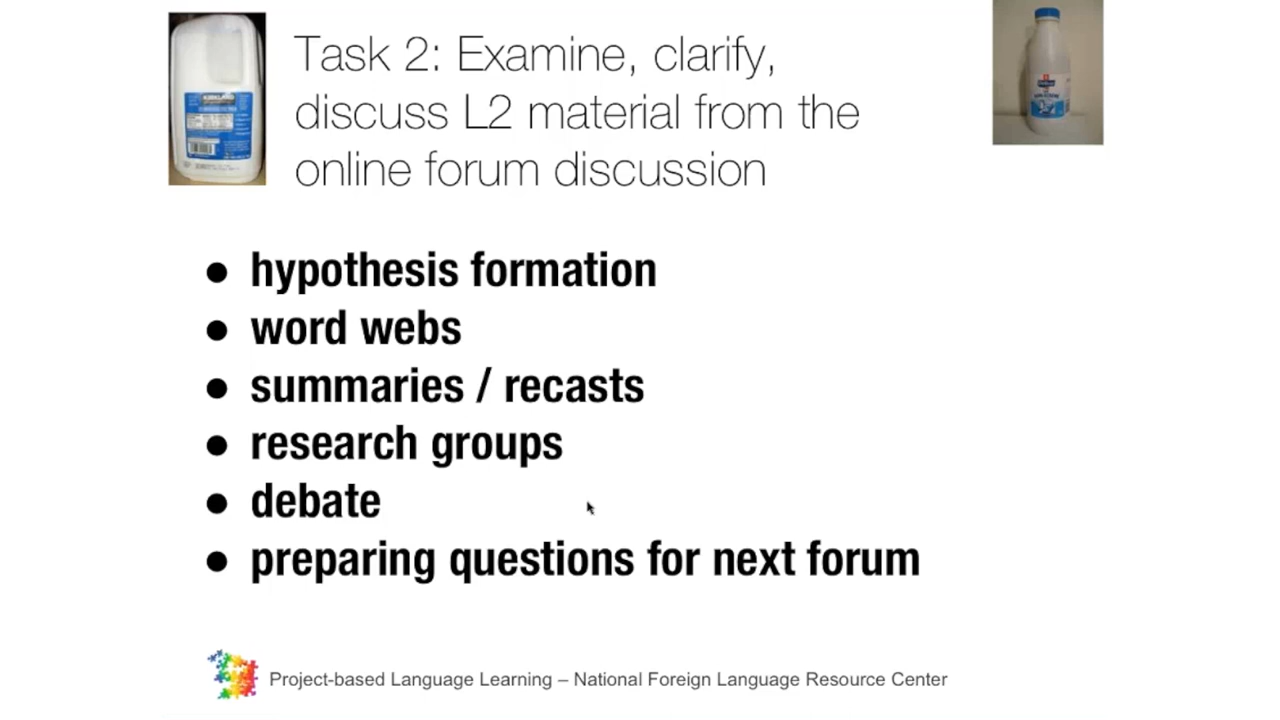 Task 2: Examine, clarify,
discuss L2 material from the
online forum discussion
KIRKLAND
● hypothesis formation
● word webs
● summaries / recasts
● research groups
● debate
● preparing questions for next forum
Project-based Language Learning – National Foreign Language Resource Center